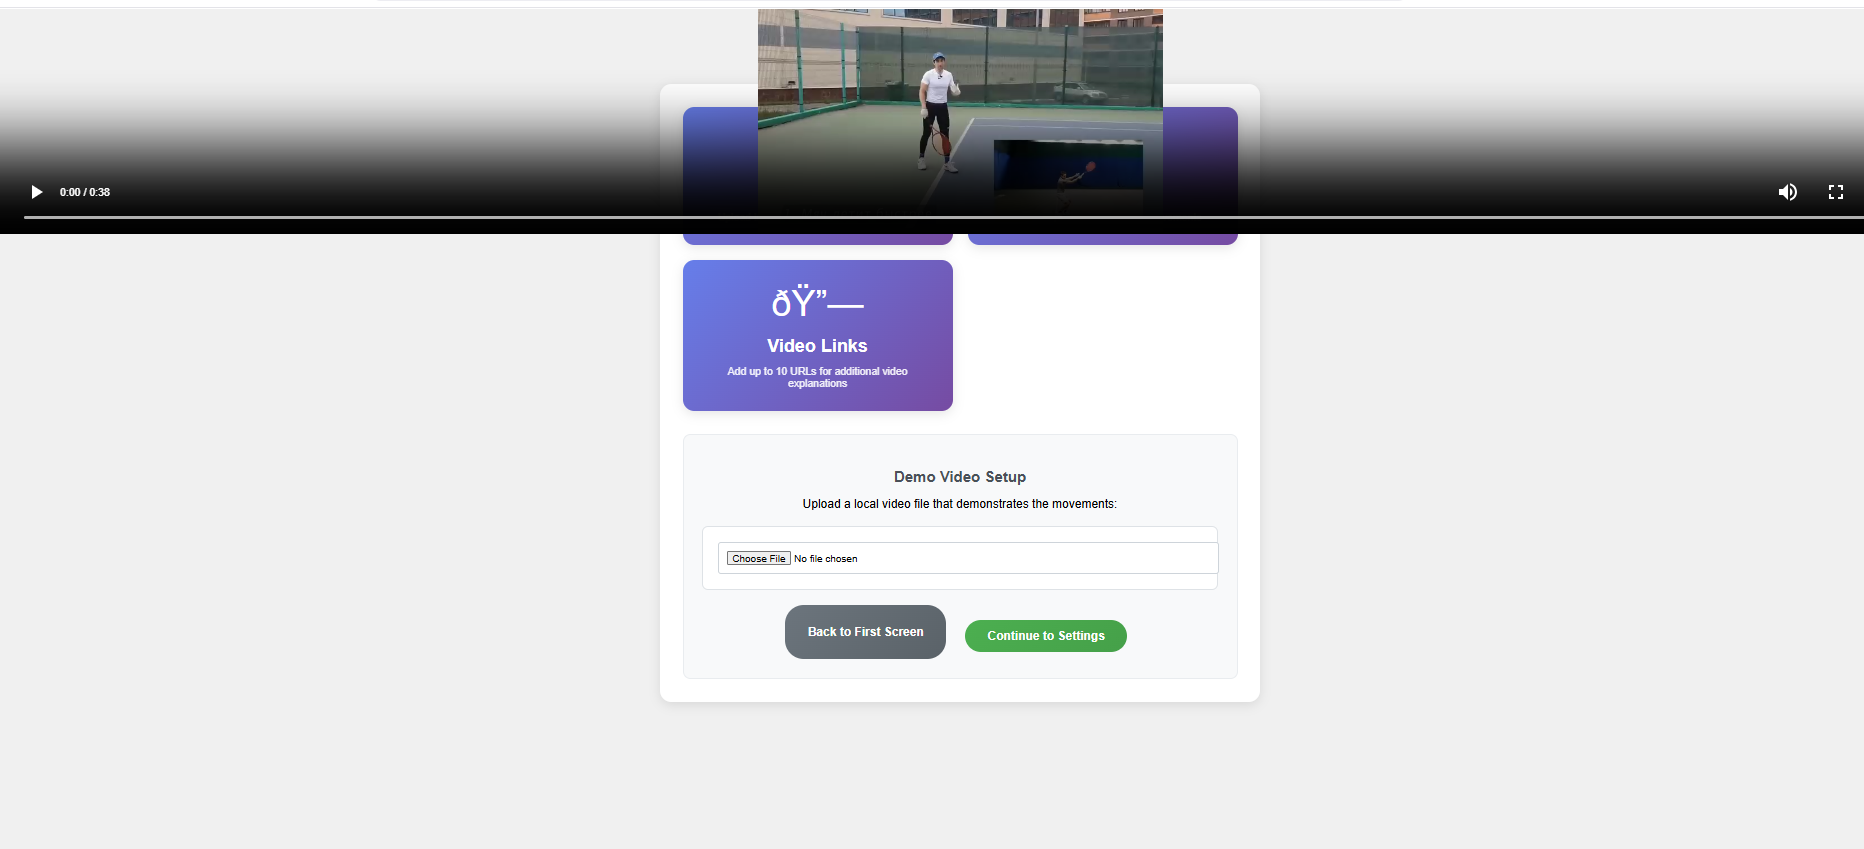 0:00 / 0:38
ðŸ”—
Video Links
Add up to 10 URLs for additional video
explanations
Demo Video Setup
Upload a local video file that demonstrates the movements:
Choose File No file chosen
Back to First Screen
Continue to Settings